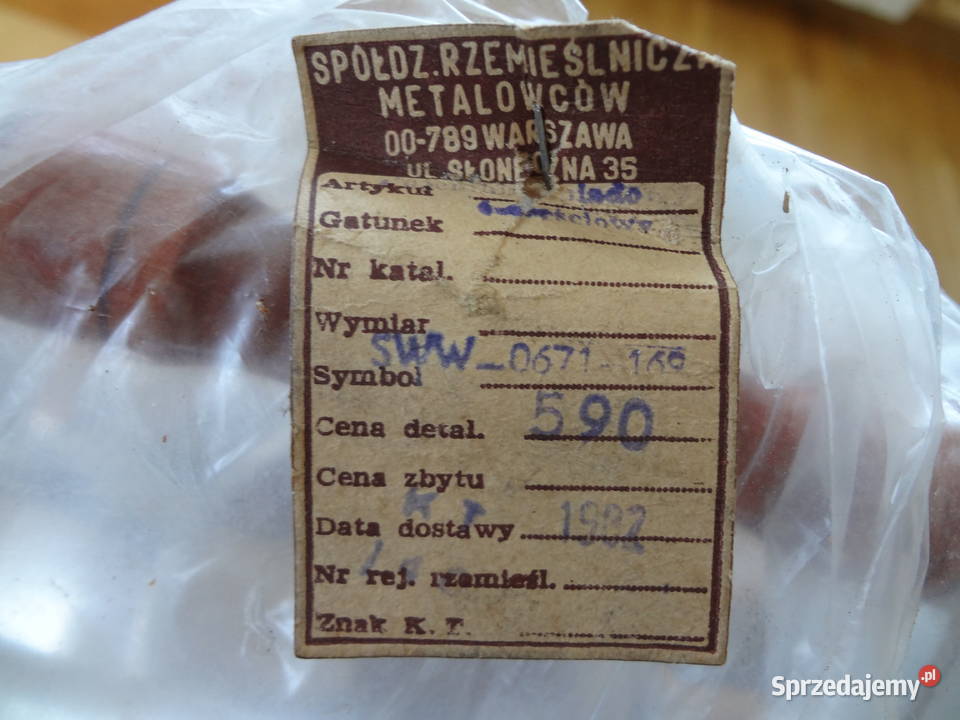 SPÓŁDZ. RZEMIEŚLNICZA
METALOWCÓW
00-789 WARSZAWA
UL. SŁONECZNA 35
Artykuł
Gatunek
Nr katal.
Wymiar
Symbol SWW-0671-169
Cena detal. 590
Cena zbytu
Data dostawy 1982
Nr rej. rzemieśl.
Znak K. T.
Sprzedajemy.pl